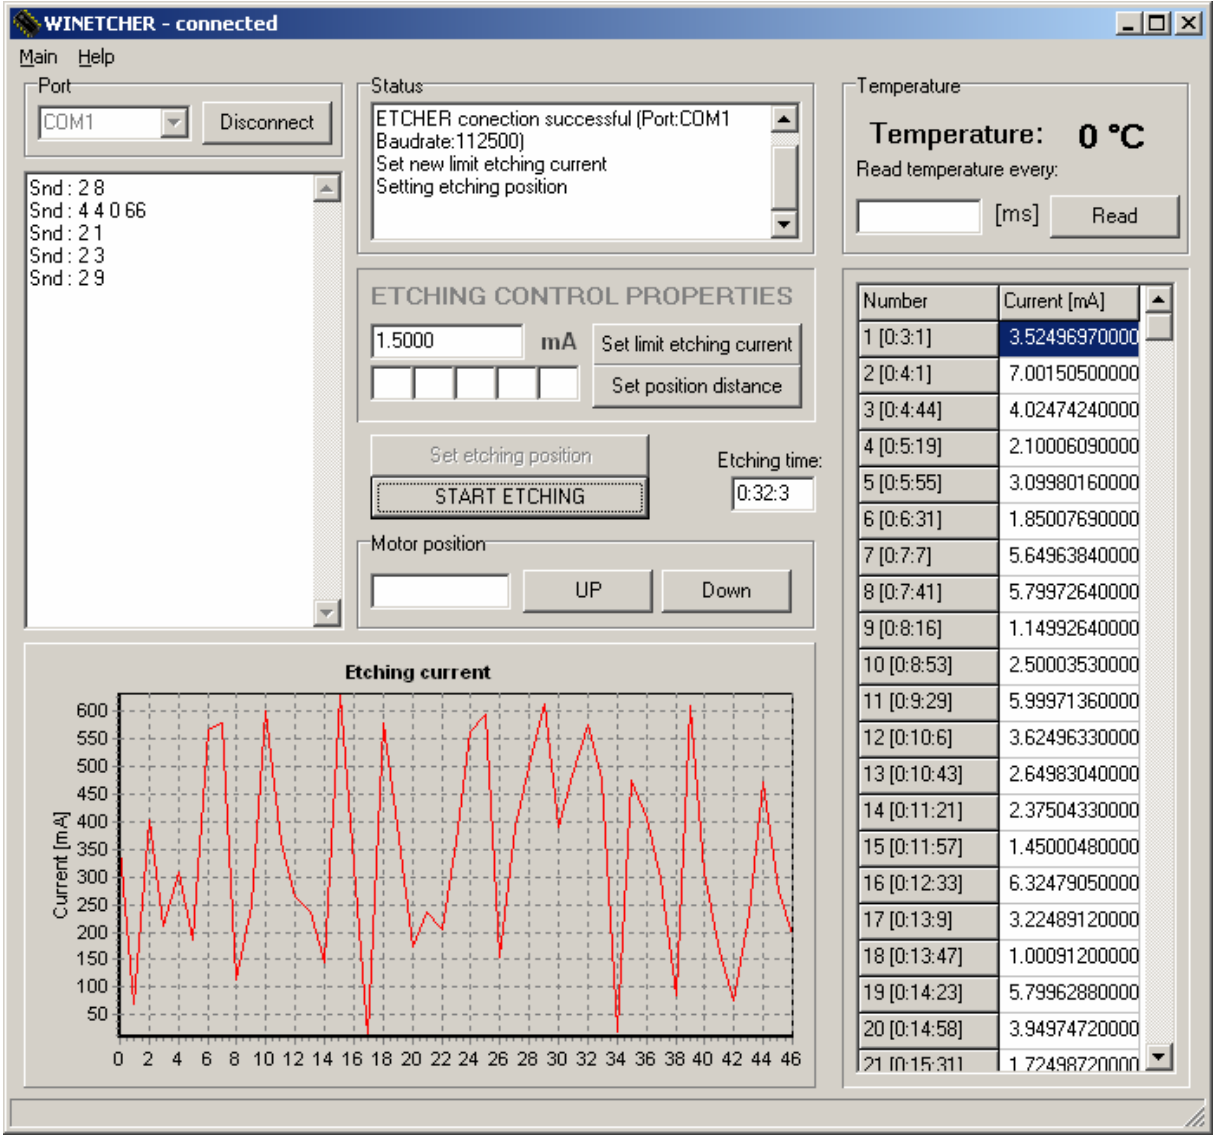 WINETCHER - connected
Main Help
Port
COM1
Disconnect
Snd : 2 8
Snd : 4 4 0 66
Snd : 2 1
Snd : 2 3
Snd : 2 9
Status
ETCHER conection successful (Port:COM1
Baudrate:112500)
Set new limit etching current
Setting etching position
Temperature
Temperature: 0 °C
Read temperature every:
[ms]
Read
ETCHING CONTROL PROPERTIES
1.5000 mA
Set limit etching current
Set position distance
Set etching position
START ETCHING
Etching time:
0:32:3
Motor position
UP
Down
Number Current [mA]
1 [0:3:1] 3.52496970000
2 [0:4:1] 7.00150500000
3 [0:4:44] 4.02474240000
4 [0:5:19] 2.10006090000
5 [0:5:55] 3.09980160000
6 [0:6:31] 1.85007690000
7 [0:7:7] 5.64963840000
8 [0:7:41] 5.79972640000
9 [0:8:16] 1.14992640000
10 [0:8:53] 2.50003530000
11 [0:9:29] 5.99971360000
12 [0:10:6] 3.62496330000
13 [0:10:43] 2.64983040000
14 [0:11:21] 2.37504330000
15 [0:11:57] 1.45000480000
16 [0:12:33] 6.32479050000
17 [0:13:9] 3.22489120000
18 [0:13:47] 1.00091200000
19 [0:14:23] 5.79962880000
20 [0:14:58] 3.94974720000
21 [0:15:31] 1.72498720000
Etching current
Current [mA]
600
550
500
450
400
350
300
250
200
150
100
50
0 2 4 6 8 10 12 14 16 18 20 22 24 26 28 30 32 34 36 38 40 42 44 46